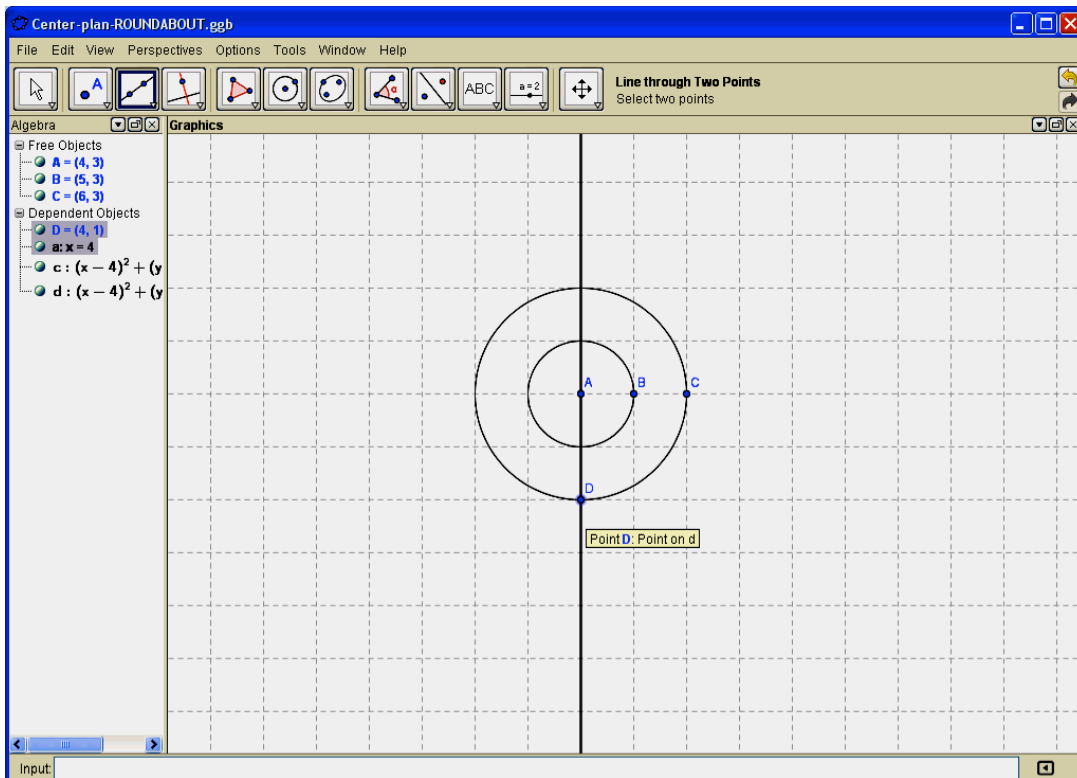 Center-plan-ROUNDABOUT.ggb
File Edit View Perspectives Options Tools Window Help
A
α
ABC
a=2
Line through Two Points
Select two points
Algebra
Graphics
Free Objects
A = (4, 3)
B = (5, 3)
C = (6, 3)
Dependent Objects
D = (4, 1)
a: x = 4
c : (x − 4)² + (y
d : (x − 4)² + (y
A
B
C
D
Point D: Point on d
Input: